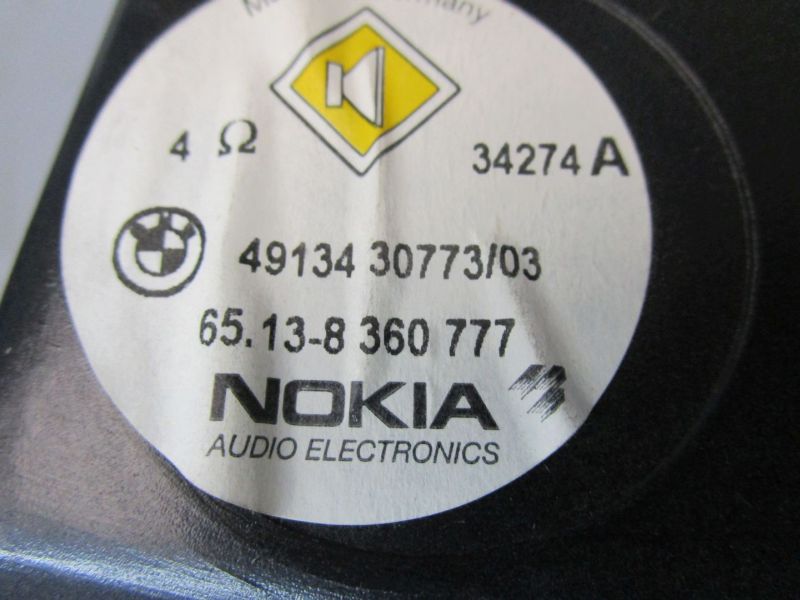 4 Ω 34274 A
49134 30773/03
65.13-8 360 777
NOKIA
AUDIO ELECTRONICS